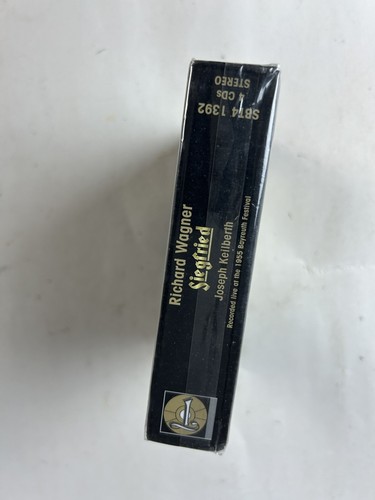 SBT4 1392
4 CDs
STEREO
Richard Wagner
Siegfried
Joseph Keilberth
Recorded live at the 1955 Bayreuth Festival